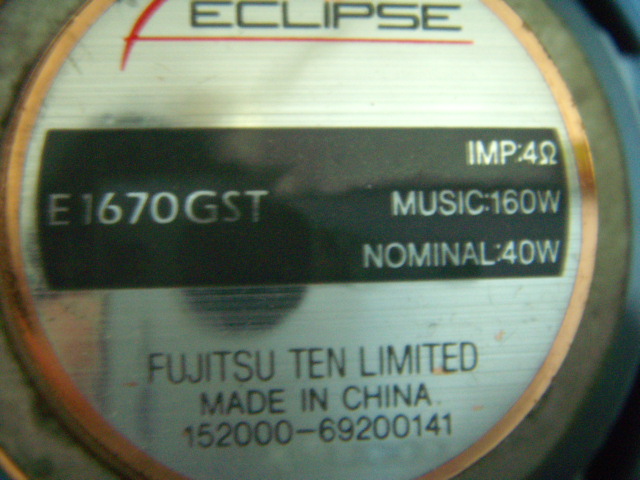 ECLIPSE
IMP:4Ω
E1670GST
MUSIC:160W
NOMINAL:40W
FUJITSU TEN LIMITED
MADE IN CHINA
152000-69200141